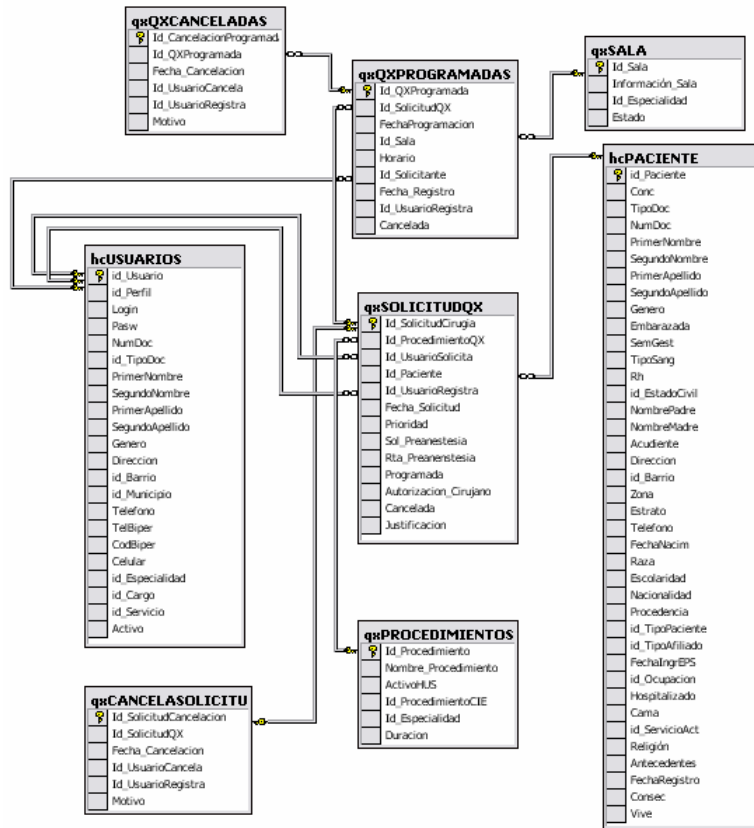 qxQXCANCELADAS
Id_CancelacionProgramad
Id_QXProgramada
Fecha_Cancelacion
Id_UsuarioCancela
Id_UsuarioRegistra
Motivo
qxQXPROGRAMADAS
Id_QXProgramada
Id_SolicitudQX
FechaProgramacion
Id_Sala
Horario
Id_Solicitante
Fecha_Registro
Id_UsuarioRegistra
Cancelada
qxSALA
Id_Sala
Información_Sala
Id_Especialidad
Estado
hcPACIENTE
id_Paciente
Conc
TipoDoc
NumDoc
PrimerNombre
SegundoNombre
PrimerApellido
SegundoApellido
Genero
Embarazada
SemGest
TipoSang
Rh
id_EstadoCivil
NombrePadre
NombreMadre
Acudiente
Direccion
id_Barrio
Zona
Estrato
Telefono
FechaNacim
Raza
Escolaridad
Nacionalidad
Procedencia
id_TipoPaciente
id_TipoAfiliado
FechaIngrEPS
id_Ocupacion
Hospitalizado
Cama
id_ServicioAct
Religión
Antecedentes
FechaRegistro
Consec
Vive
hcUSUARIOS
id_Usuario
id_Perfil
Login
Pasw
NumDoc
id_TipoDoc
PrimerNombre
SegundoNombre
PrimerApellido
SegundoApellido
Genero
Direccion
id_Barrio
id_Municipio
Telefono
TelBiper
CodBiper
Celular
id_Especialidad
id_Cargo
id_Servicio
Activo
qxSOLICITUDQX
Id_SolicitudCirugia
Id_ProcedimientoQX
Id_UsuarioSolicita
Id_Paciente
Id_UsuarioRegistra
Fecha_Solicitud
Prioridad
Sol_Preanestesia
Rta_Preanenstesia
Programada
Autorizacion_Cirujano
Cancelada
Justificacion
qxPROCEDIMIENTOS
Id_Procedimiento
Nombre_Procedimiento
ActivoHUS
Id_ProcedimientoCIE
Id_Especialidad
Duracion
qxCANCELASOLICITU
Id_SolicitudCancelacion
Id_SolicitudQX
Fecha_Cancelacion
Id_UsuarioCancela
Id_UsuarioRegistra
Motivo